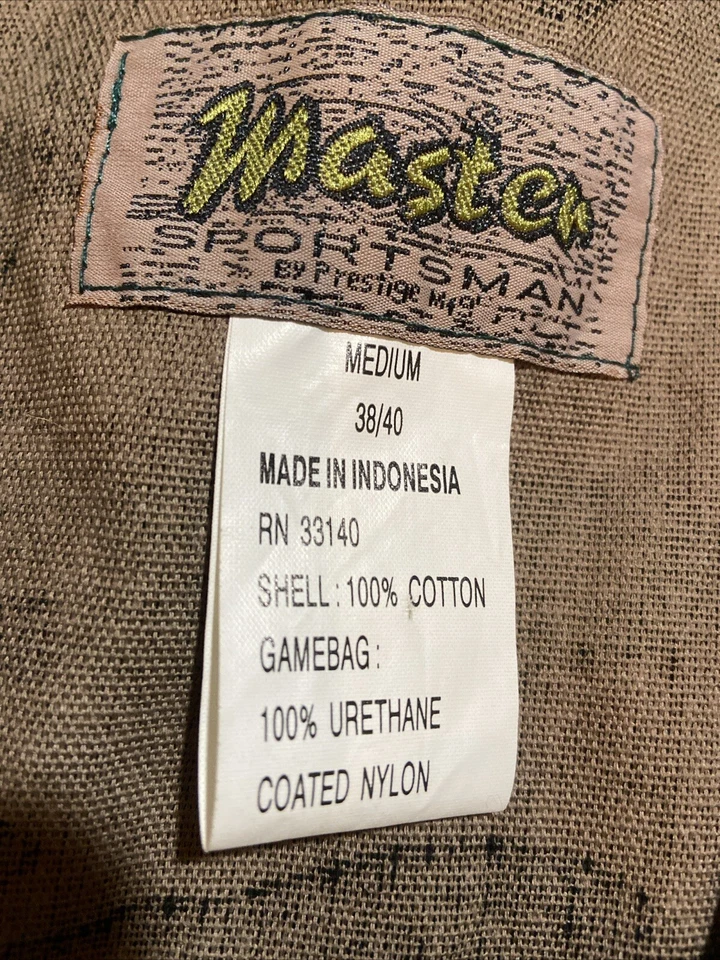 Master
SPORTSMAN
By Prestige Mfg.
MEDIUM
38/40
MADE IN INDONESIA
RN 33140
SHELL : 100% COTTON
GAMEBAG :
100% URETHANE
COATED NYLON